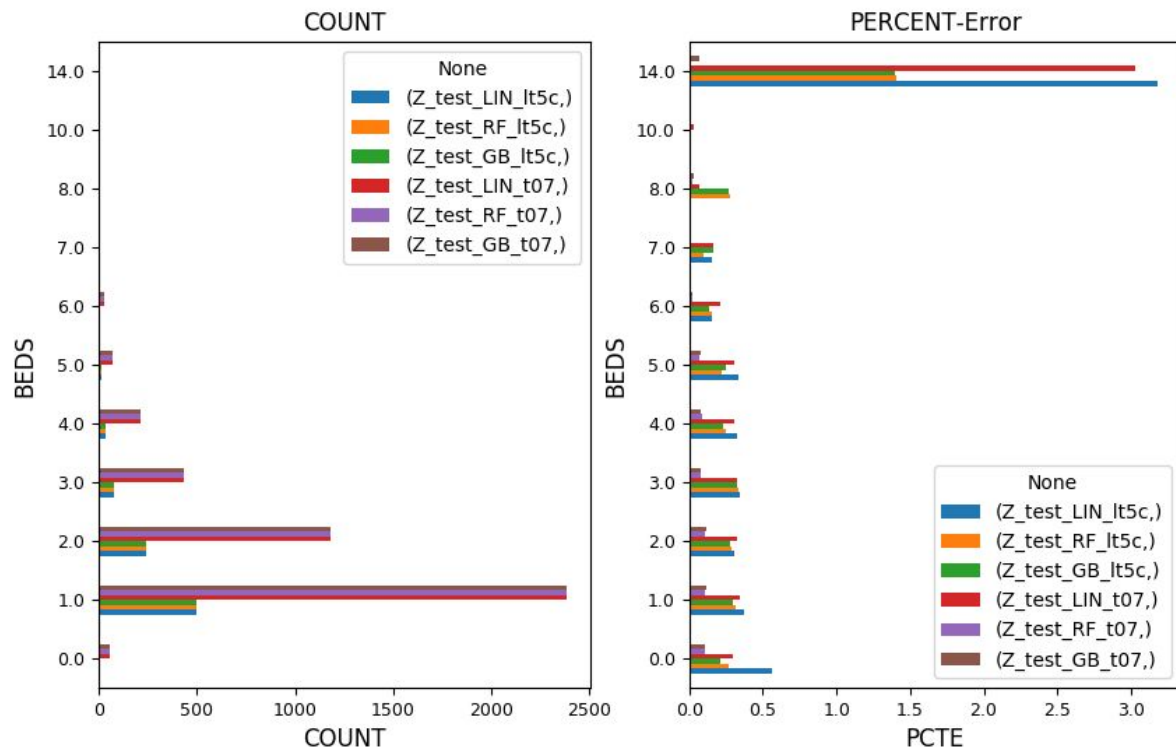 COUNT
None
(Z_test_LIN_lt5c,)
(Z_test_RF_lt5c,)
(Z_test_GB_lt5c,)
(Z_test_LIN_t07,)
(Z_test_RF_t07,)
(Z_test_GB_t07,)
BEDS
14.0
10.0
8.0
7.0
6.0
5.0
4.0
3.0
2.0
1.0
0.0
0 500 1000 1500 2000 2500
COUNT
PERCENT-Error
BEDS
14.0
10.0
8.0
7.0
6.0
5.0
4.0
3.0
2.0
1.0
0.0
None
(Z_test_LIN_lt5c,)
(Z_test_RF_lt5c,)
(Z_test_GB_lt5c,)
(Z_test_LIN_t07,)
(Z_test_RF_t07,)
(Z_test_GB_t07,)
0.0 0.5 1.0 1.5 2.0 2.5 3.0
PCTE